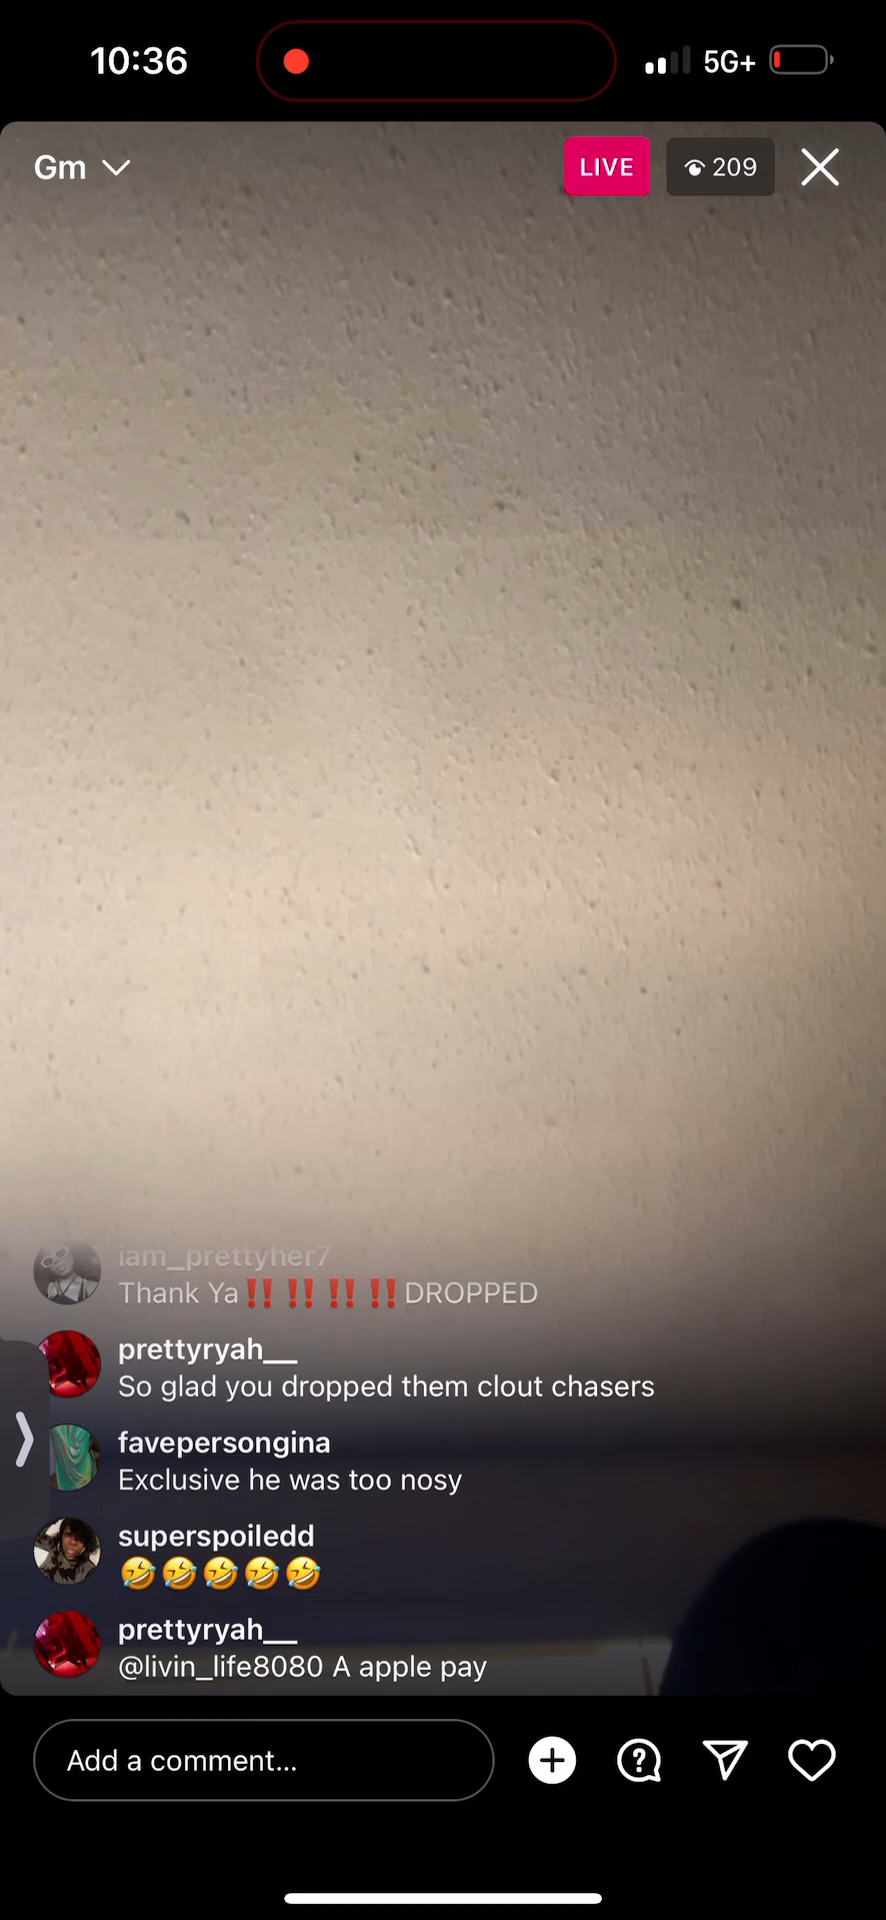 10:36
5G+
Gm
LIVE
209
iam_prettyher7
Thank Ya‼️‼️‼️‼️DROPPED
prettyryah__
So glad you dropped them clout chasers
favepersongina
Exclusive he was too nosy
superspoiledd
🤣🤣🤣🤣🤣
prettyryah__
@livin_life8080 A apple pay
Add a comment...